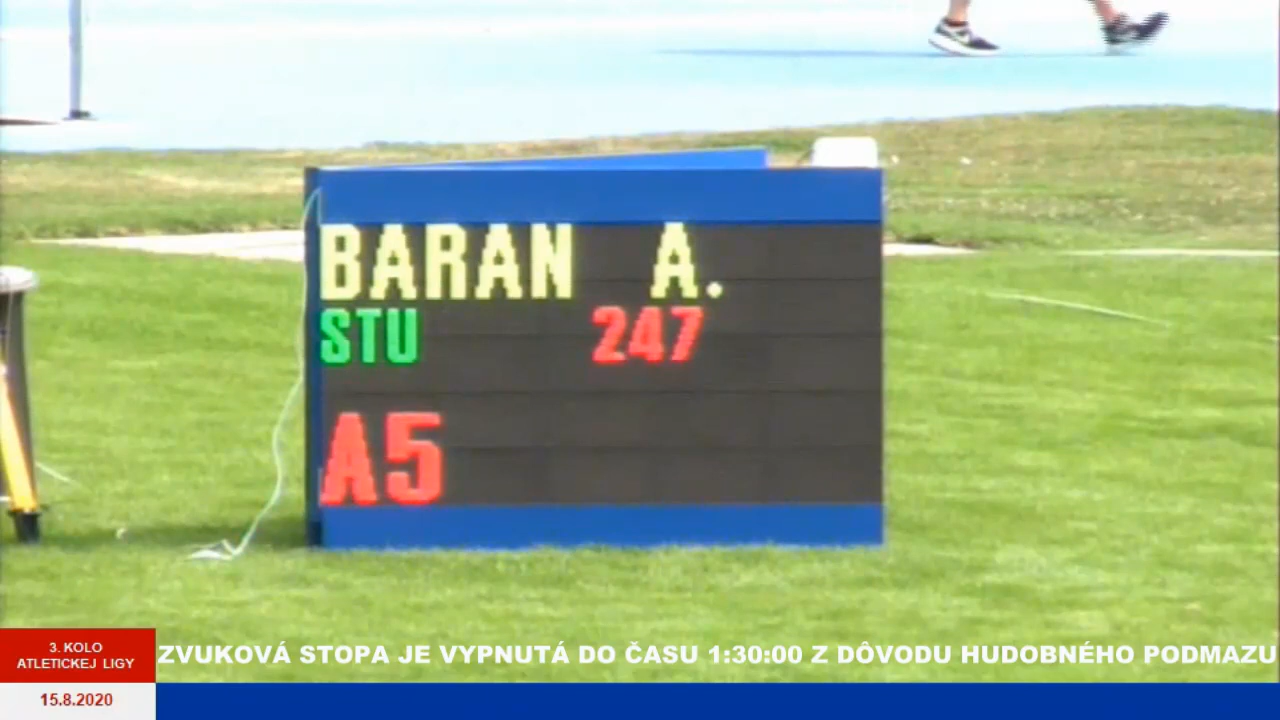 BARAN A.
STU 247
A5
3. KOLO
ATLETICKEJ LIGY
ZVUKOVÁ STOPA JE VYPNUTÁ DO ČASU 1:30:00 Z DÔVODU HUDOBNÉHO PODMAZU
15.8.2020